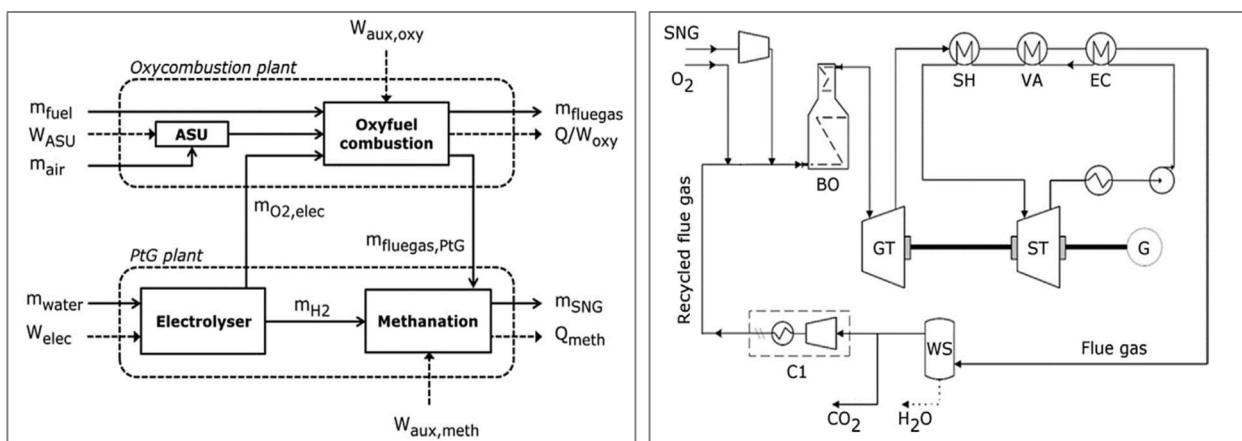 W_aux,oxy
Oxycombustion plant
m_fuel
W_ASU
m_air
ASU
Oxyfuel
combustion
m_fluegas
Q/W_oxy
m_O2,elec
m_fluegas,PtG
PtG plant
m_water
W_elec
Electrolyser
m_H2
Methanation
m_SNG
Q_meth
W_aux,meth
SNG
O₂
BO
SH VA EC
GT
ST
G
Recycled flue gas
C1
WS
Flue gas
CO₂
H₂O